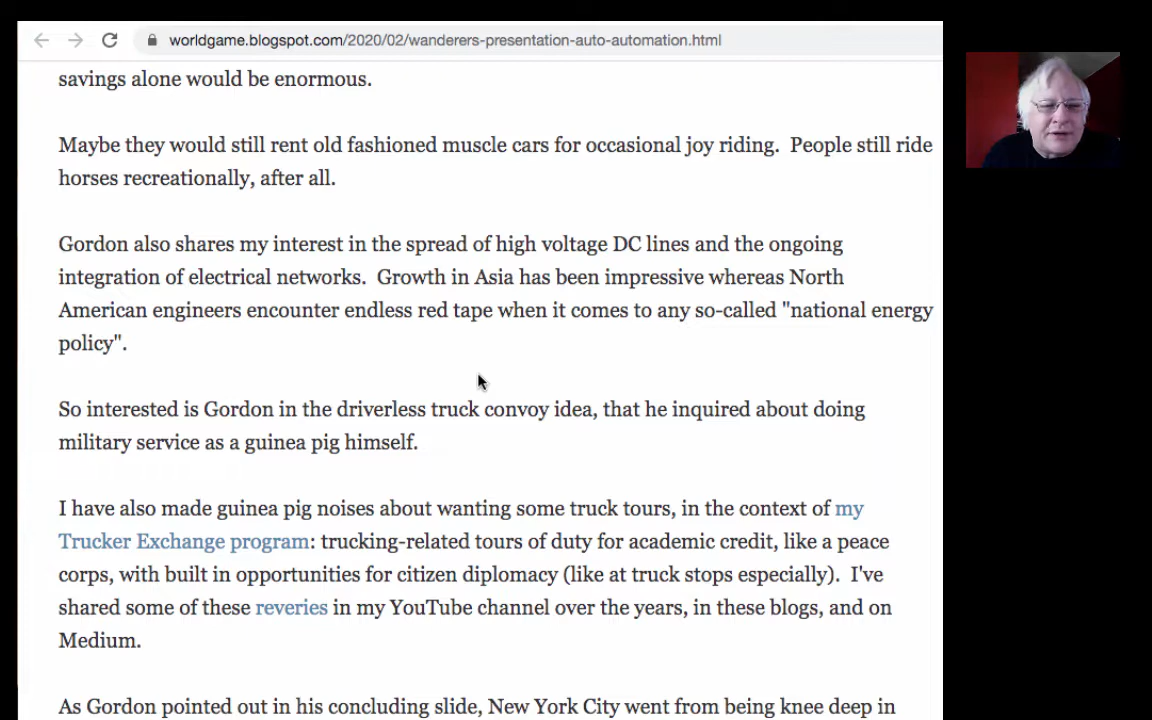 worldgame.blogspot.com/2020/02/wanderers-presentation-auto-automation.html
savings alone would be enormous.
Maybe they would still rent old fashioned muscle cars for occasional joy riding.  People still ride
horses recreationally, after all.
Gordon also shares my interest in the spread of high voltage DC lines and the ongoing
integration of electrical networks.  Growth in Asia has been impressive whereas North
American engineers encounter endless red tape when it comes to any so-called "national energy
policy".
So interested is Gordon in the driverless truck convoy idea, that he inquired about doing
military service as a guinea pig himself.
I have also made guinea pig noises about wanting some truck tours, in the context of my
Trucker Exchange program: trucking-related tours of duty for academic credit, like a peace
corps, with built in opportunities for citizen diplomacy (like at truck stops especially).  I've
shared some of these reveries in my YouTube channel over the years, in these blogs, and on
Medium.
As Gordon pointed out in his concluding slide, New York City went from being knee deep in